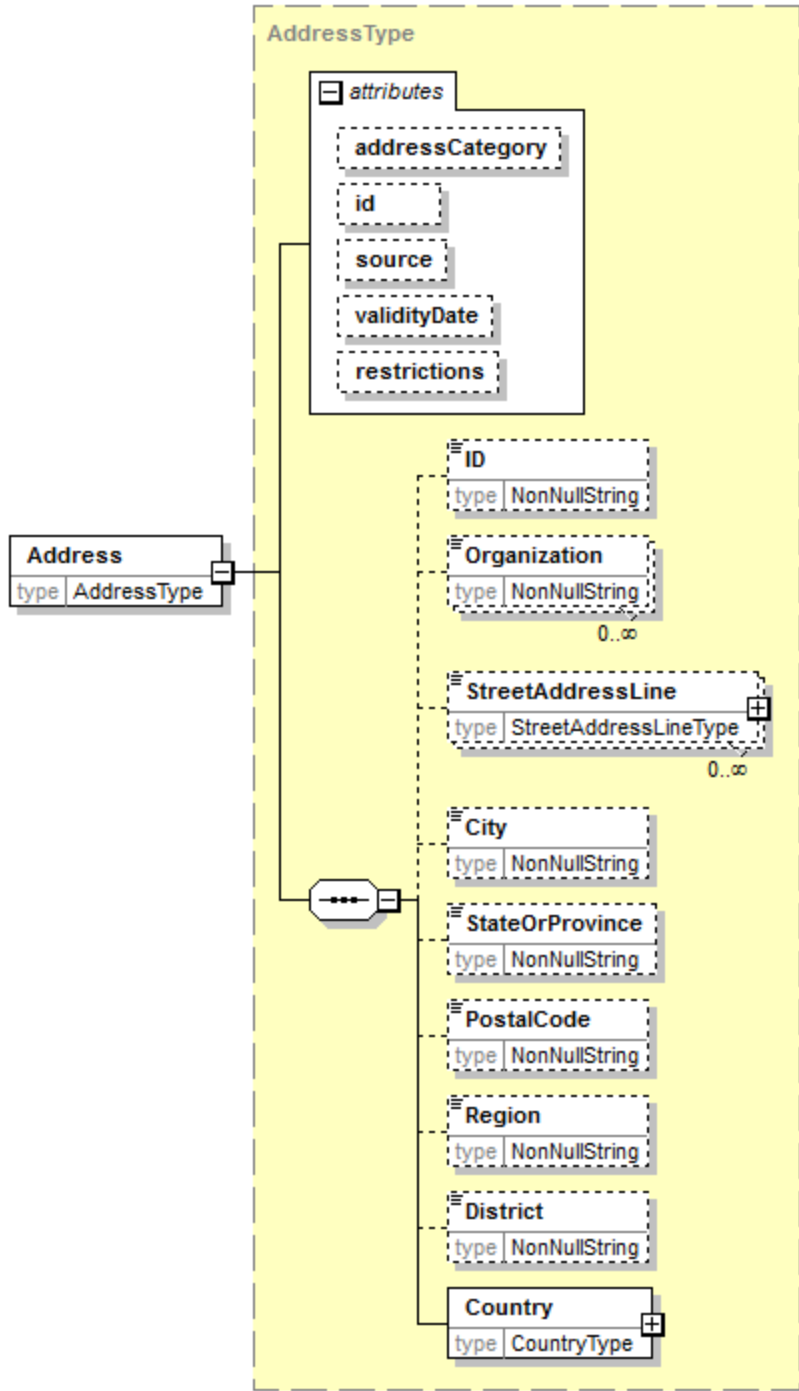 AddressType
attributes
addressCategory
id
source
validityDate
restrictions
ID
type NonNullString
Organization
type NonNullString
0..∞
Address
type AddressType
StreetAddressLine
type StreetAddressLineType
0..∞
City
type NonNullString
StateOrProvince
type NonNullString
PostalCode
type NonNullString
Region
type NonNullString
District
type NonNullString
Country
type CountryType